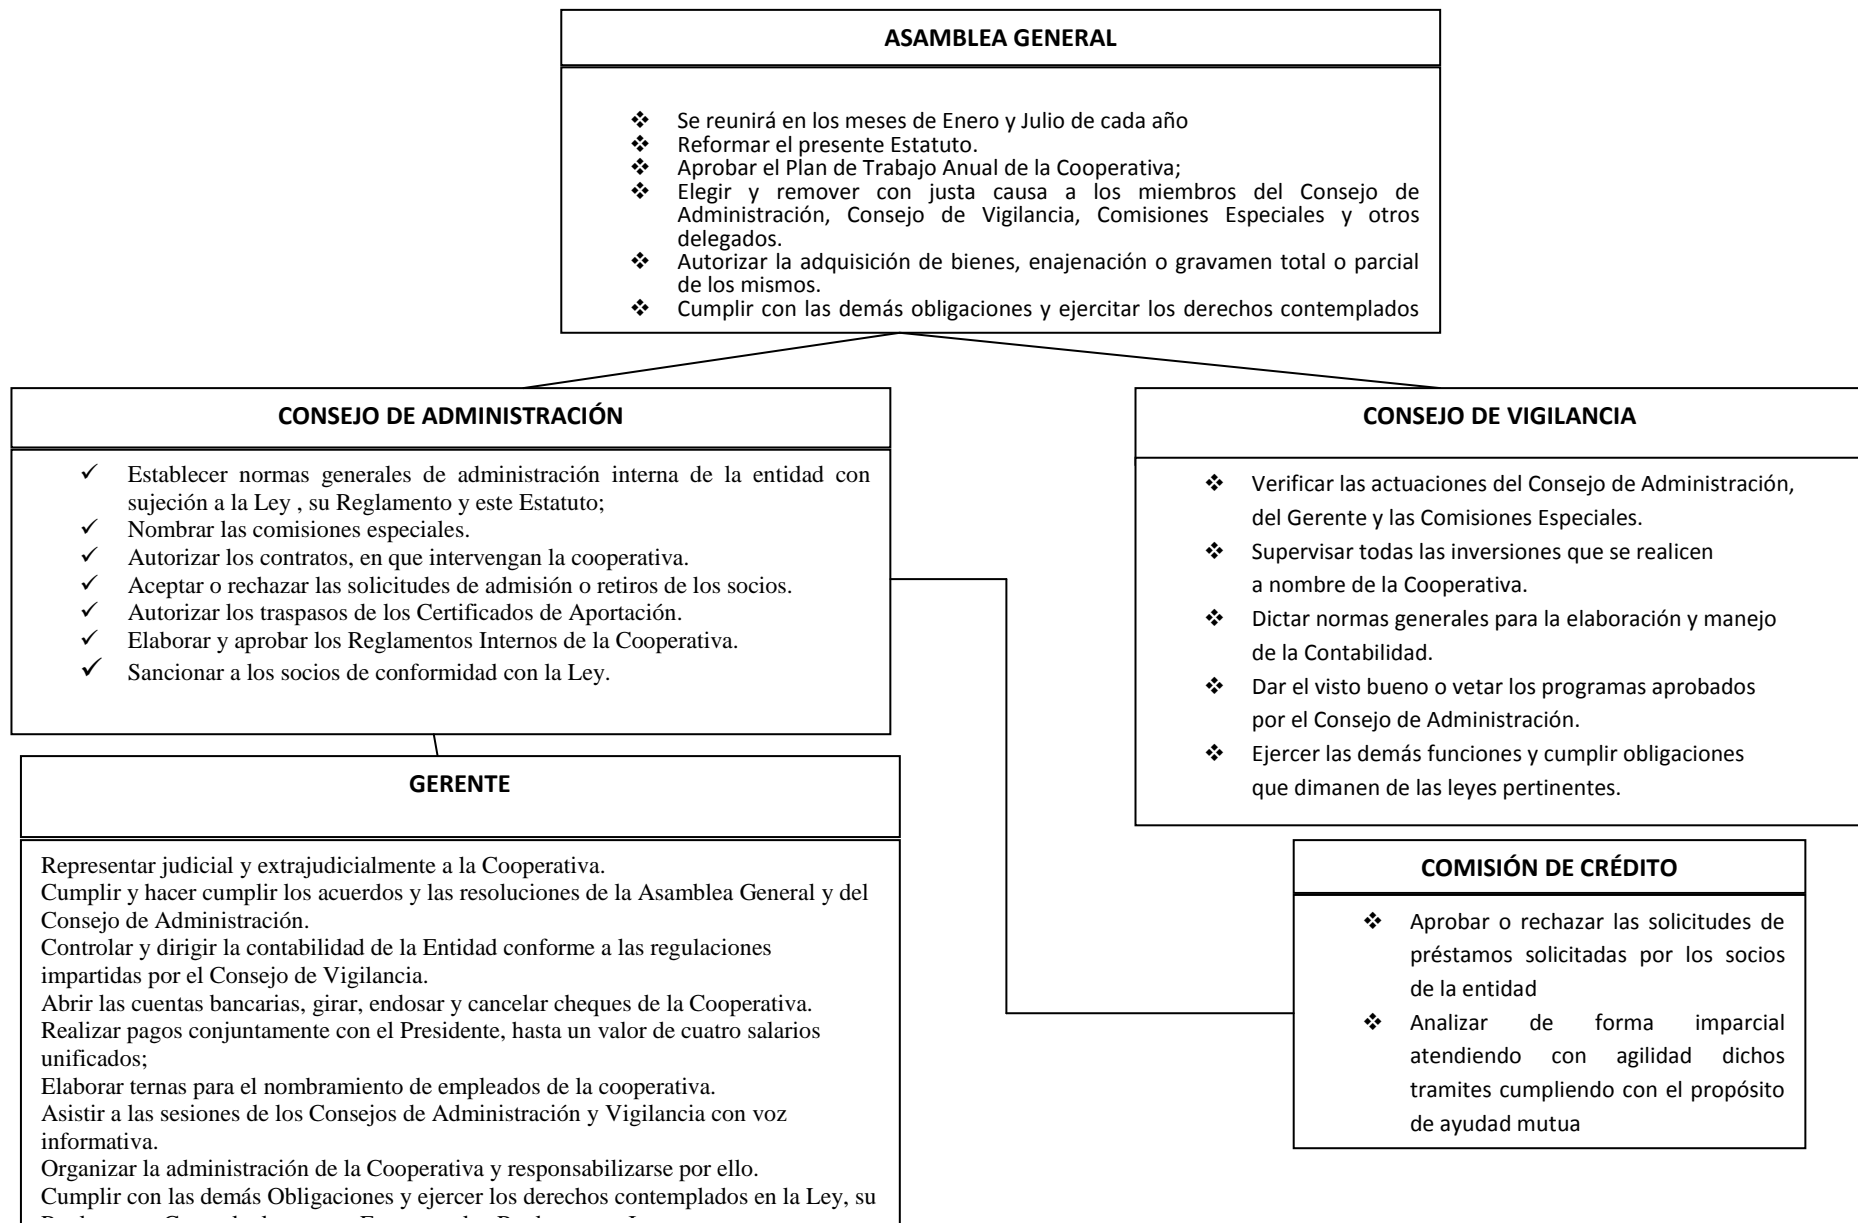 ASAMBLEA GENERAL
❖ Se reunirá en los meses de Enero y Julio de cada año
❖ Reformar el presente Estatuto.
❖ Aprobar el Plan de Trabajo Anual de la Cooperativa;
❖ Elegir y remover con justa causa a los miembros del Consejo de
Administración, Consejo de Vigilancia, Comisiones Especiales y otros
delegados.
❖ Autorizar la adquisición de bienes, enajenación o gravamen total o parcial
de los mismos.
❖ Cumplir con las demás obligaciones y ejercitar los derechos contemplados
CONSEJO DE ADMINISTRACIÓN
✓ Establecer normas generales de administración interna de la entidad con
sujeción a la Ley , su Reglamento y este Estatuto;
✓ Nombrar las comisiones especiales.
✓ Autorizar los contratos, en que intervengan la cooperativa.
✓ Aceptar o rechazar las solicitudes de admisión o retiros de los socios.
✓ Autorizar los traspasos de los Certificados de Aportación.
✓ Elaborar y aprobar los Reglamentos Internos de la Cooperativa.
✓ Sancionar a los socios de conformidad con la Ley.
CONSEJO DE VIGILANCIA
❖ Verificar las actuaciones del Consejo de Administración,
del Gerente y las Comisiones Especiales.
❖ Supervisar todas las inversiones que se realicen
a nombre de la Cooperativa.
❖ Dictar normas generales para la elaboración y manejo
de la Contabilidad.
❖ Dar el visto bueno o vetar los programas aprobados
por el Consejo de Administración.
❖ Ejercer las demás funciones y cumplir obligaciones
que dimanen de las leyes pertinentes.
GERENTE
Representar judicial y extrajudicialmente a la Cooperativa.
Cumplir y hacer cumplir los acuerdos y las resoluciones de la Asamblea General y del
Consejo de Administración.
Controlar y dirigir la contabilidad de la Entidad conforme a las regulaciones
impartidas por el Consejo de Vigilancia.
Abrir las cuentas bancarias, girar, endosar y cancelar cheques de la Cooperativa.
Realizar pagos conjuntamente con el Presidente, hasta un valor de cuatro salarios
unificados;
Elaborar ternas para el nombramiento de empleados de la cooperativa.
Asistir a las sesiones de los Consejos de Administración y Vigilancia con voz
informativa.
Organizar la administración de la Cooperativa y responsabilizarse por ello.
Cumplir con las demás Obligaciones y ejercer los derechos contemplados en la Ley, su
COMISIÓN DE CRÉDITO
❖ Aprobar o rechazar las solicitudes de
préstamos solicitadas por los socios
de la entidad
❖ Analizar de forma imparcial
atendiendo con agilidad dichos
tramites cumpliendo con el propósito
de ayudad mutua